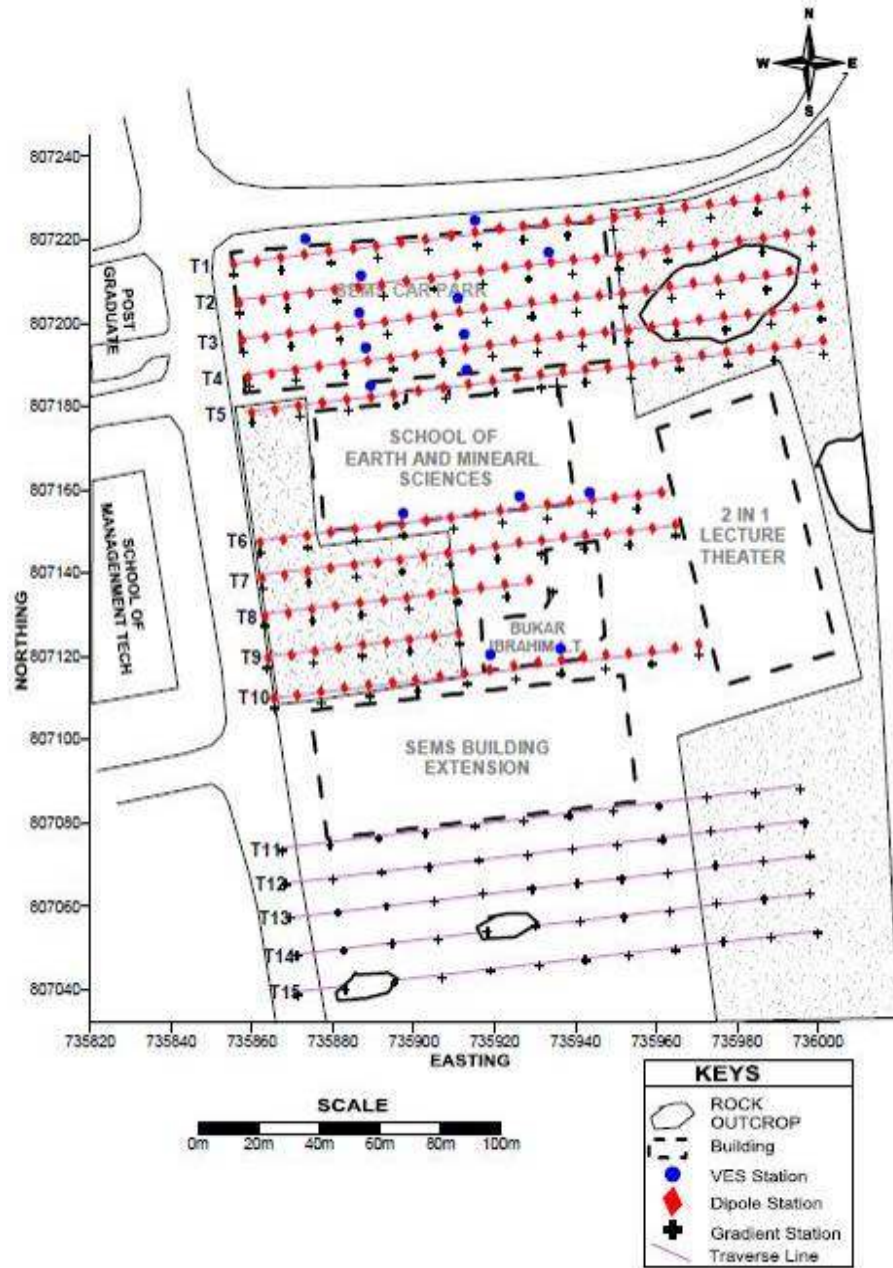 N
W
E
S
807240
807220
807200
807180
807160
807140
807120
807100
807080
807060
807040
NORTHING
POST
GRADUATE
SCHOOL OF
MANAGENMENT TECH
T1
T2
T3
T4
T5
T6
T7
T8
T9
T10
T11
T12
T13
T14
T15
SEMS CAR PARK
SCHOOL OF
EARTH AND MINEARL
SCIENCES
2 IN 1
LECTURE
THEATER
BUKAR
IBRAHIM
SEMS BUILDING
EXTENSION
735820
735840
735860
735880
735900
735920
735940
735960
735980
736000
EASTING
SCALE
0m
20m
40m
60m
80m
100m
KEYS
ROCK
OUTCROP
Building
VES Station
Dipole Station
Gradient Station
Traverse Line